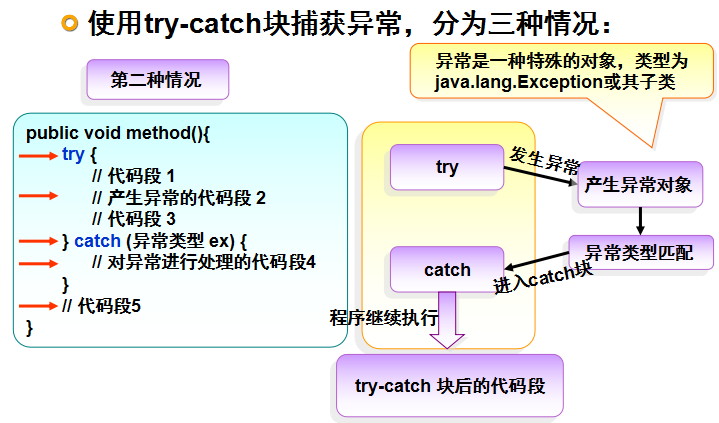 使用try-catch块捕获异常，分为三种情况：
第二种情况
异常是一种特殊的对象，类型为
java.lang.Exception或其子类
public void method(){
try {
// 代码段 1
// 产生异常的代码段 2
// 代码段 3
} catch (异常类型 ex) {
// 对异常进行处理的代码段4
}
// 代码段5
}
try
发生异常
产生异常对象
异常类型匹配
进入catch块
catch
程序继续执行
try-catch 块后的代码段